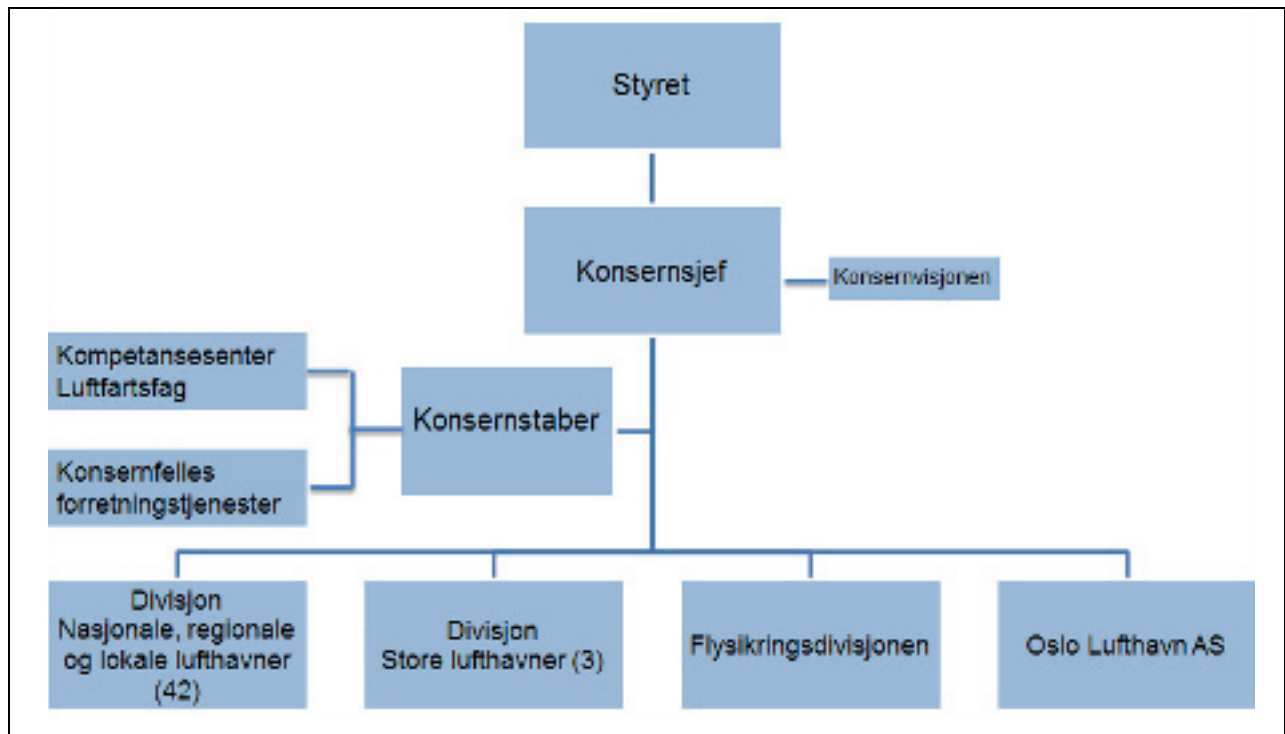 Styret
Konsernsjef
Konsernvisjonen
Kompetansesenter
Luftfartsfag
Konsernstaber
Konsernfelles
forretningstjenester
Divisjon
Nasjonale, regionale
og lokale lufthavner
(42)
Divisjon
Store lufthavner (3)
Flysikringsdivisjonen
Oslo Lufthavn AS